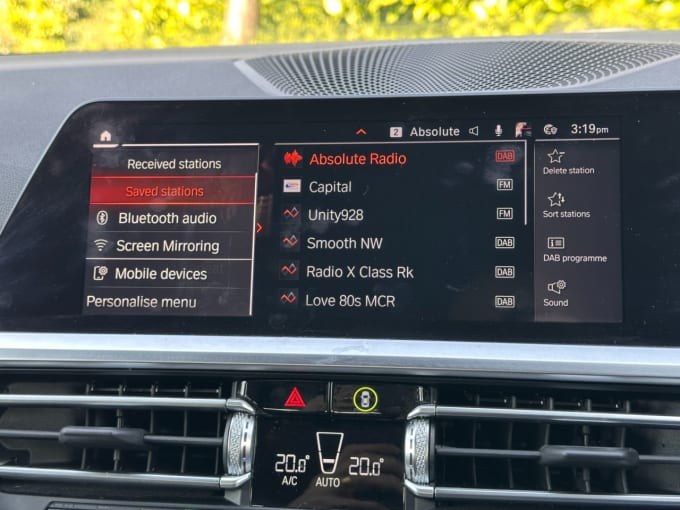 2 Absolute 3:19pm
Received stations
Saved stations
Bluetooth audio
Screen Mirroring
Mobile devices
Personalise menu
Absolute Radio DAB
Capital FM
Unity928 FM
Smooth NW DAB
Radio X Class Rk DAB
Love 80s MCR DAB
Delete station
Sort stations
DAB programme
Sound
20.0° 20.0°
A/C AUTO